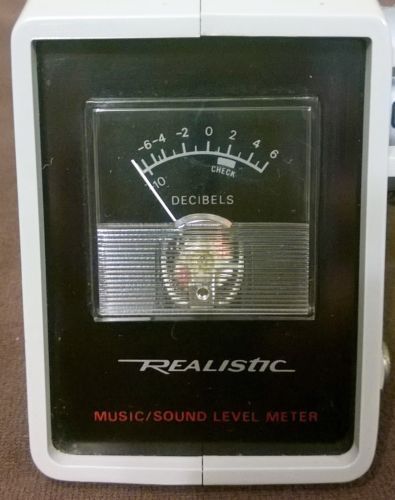 -10 -6 -4 -2 0 2 4 6
CHECK
DECIBELS
REALISTIC
MUSIC/SOUND LEVEL METER